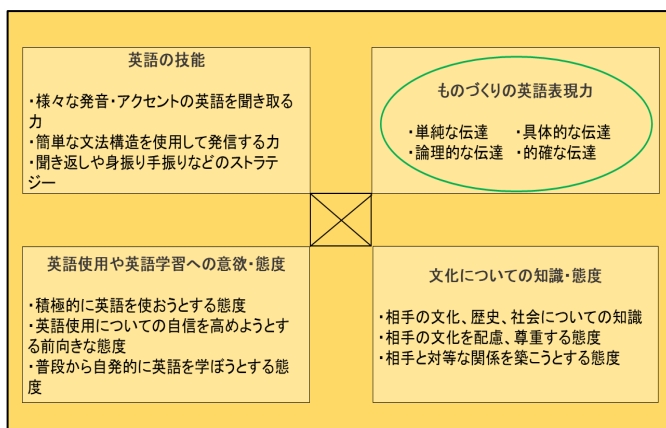 英語の技能
・様々な発音・アクセントの英語を聞き取る
力
・簡単な文法構造を使用して発信する力
・聞き返しや身振り手振りなどのストラテ
ジー
ものづくりの英語表現力
・単純な伝達 ・具体的な伝達
・論理的な伝達 ・的確な伝達
英語使用や英語学習への意欲・態度
・積極的に英語を使おうとする態度
・英語使用についての自信を高めようとす
る前向きな態度
・普段から自発的に英語を学ぼうとする態
度
文化についての知識・態度
・相手の文化、歴史、社会についての知識
・相手の文化を配慮、尊重する態度
・相手と対等な関係を築こうとする態度